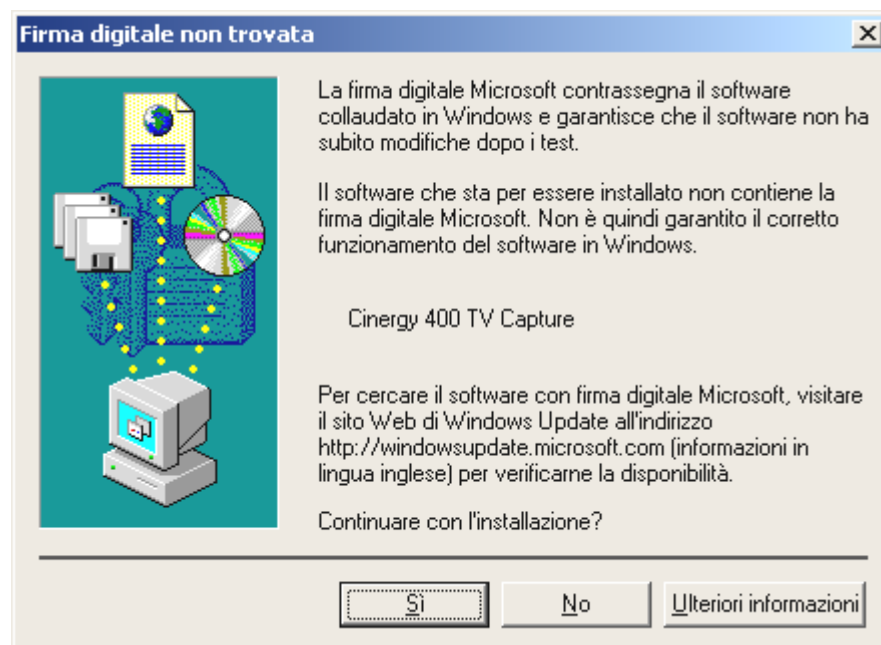 Firma digitale non trovata
La firma digitale Microsoft contrassegna il software
collaudato in Windows e garantisce che il software non ha
subito modifiche dopo i test.
Il software che sta per essere installato non contiene la
firma digitale Microsoft. Non è quindi garantito il corretto
funzionamento del software in Windows.
Cinergy 400 TV Capture
Per cercare il software con firma digitale Microsoft, visitare
il sito Web di Windows Update all'indirizzo
http://windowsupdate.microsoft.com (informazioni in
lingua inglese) per verificarne la disponibilità.
Continuare con l'installazione?
Sì
No
Ulteriori informazioni